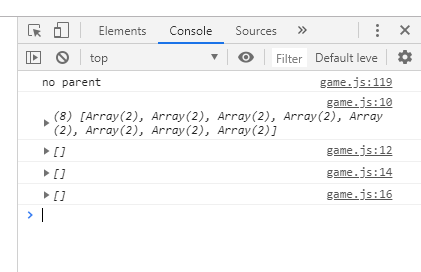 Elements Console Sources »
top Filter Default leve
no parent game.js:119
game.js:10
(8) [Array(2), Array(2), Array(2), Array(2), Array
(2), Array(2), Array(2), Array(2)]
[] game.js:12
[] game.js:14
[] game.js:16
>